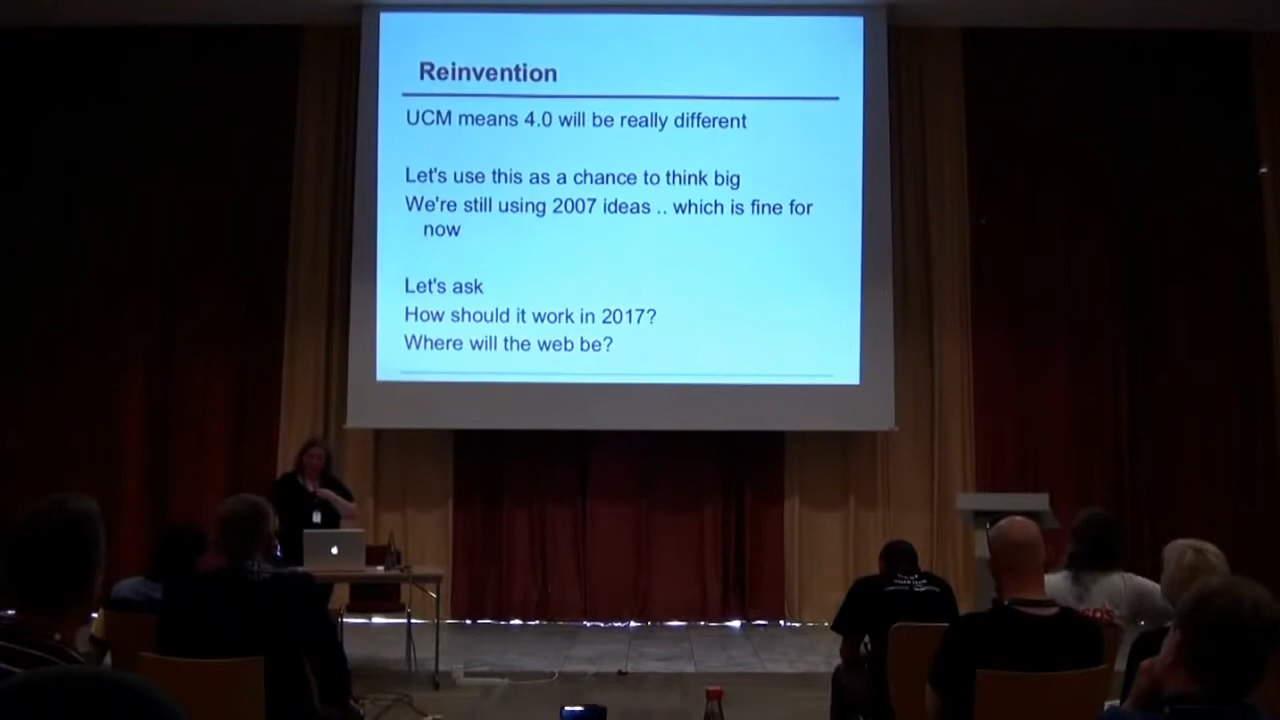 Reinvention
UCM means 4.0 will be really different
Let's use this as a chance to think big
We're still using 2007 ideas .. which is fine for
now
Let's ask
How should it work in 2017?
Where will the web be?